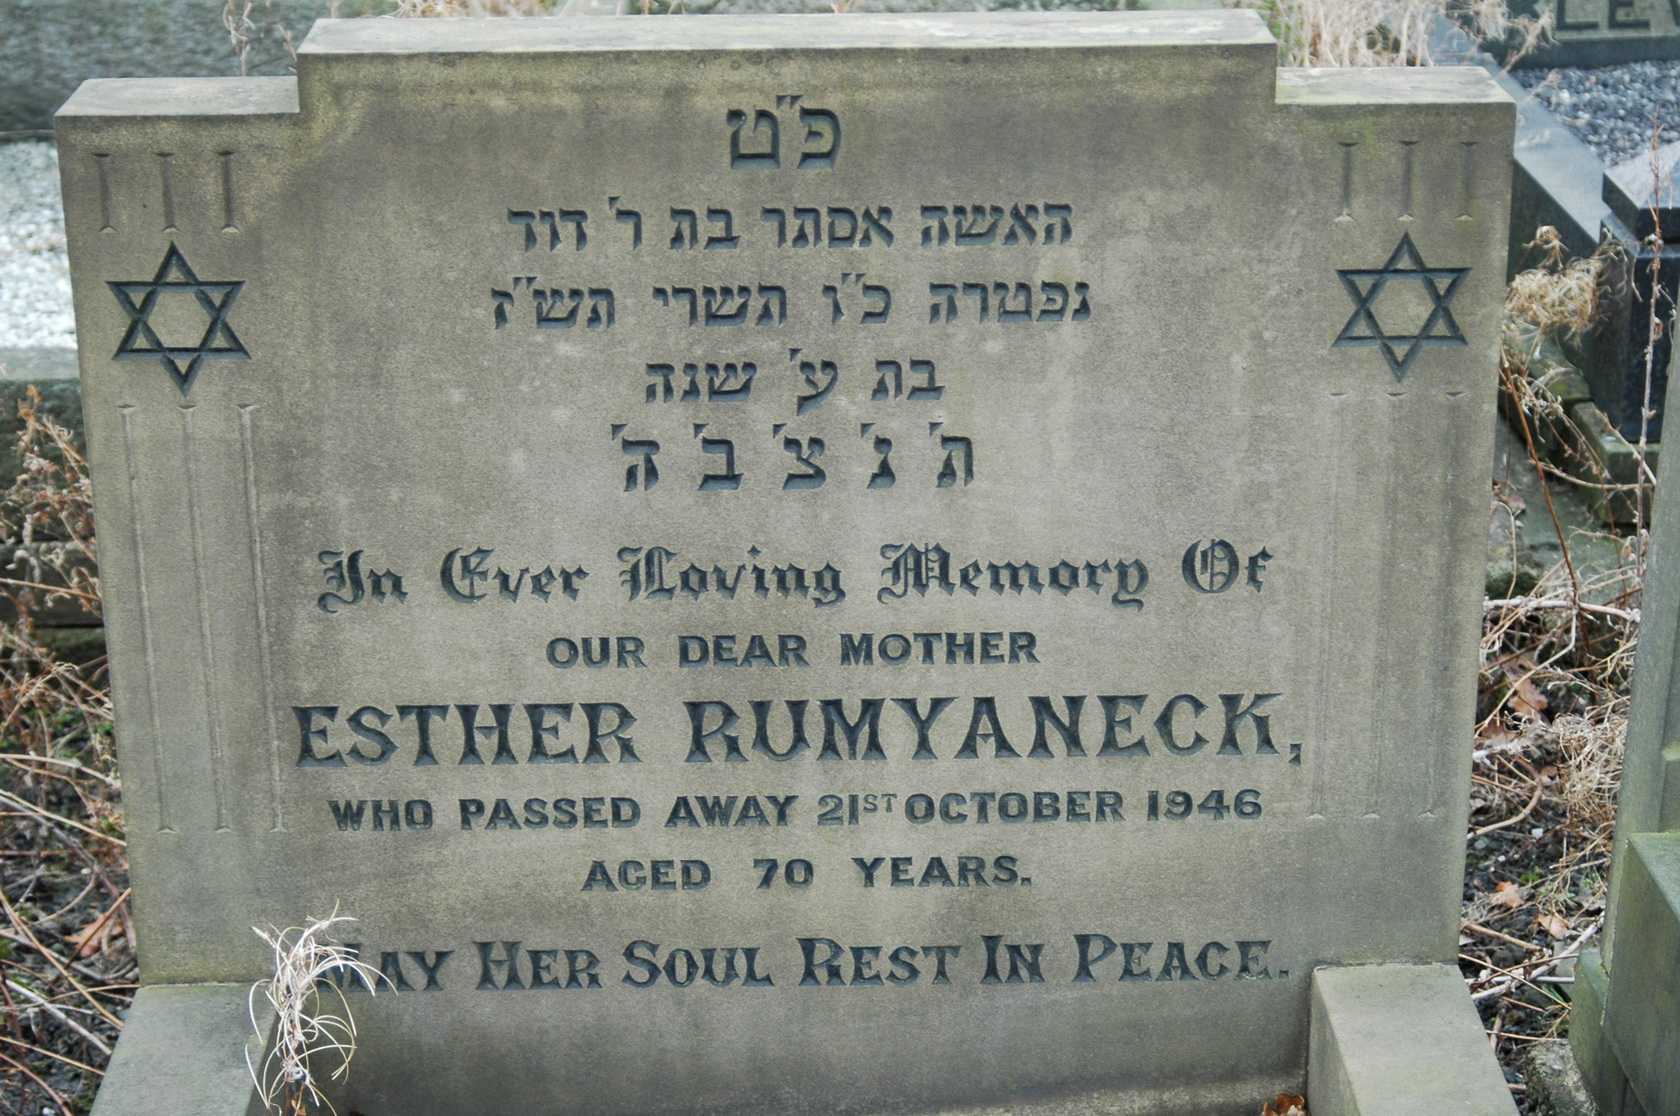 פ״ט
האשה אסתר בת ר׳ דוד
נפטרה כ״ו תשרי תש״ז
בת ע׳ שנה
ת׳ נ׳ צ׳ ב׳ ה׳
In Ever Loving Memory Of
OUR DEAR MOTHER
ESTHER RUMYANECK,
WHO PASSED AWAY 21ST OCTOBER 1946
AGED 70 YEARS.
MAY HER SOUL REST IN PEACE.